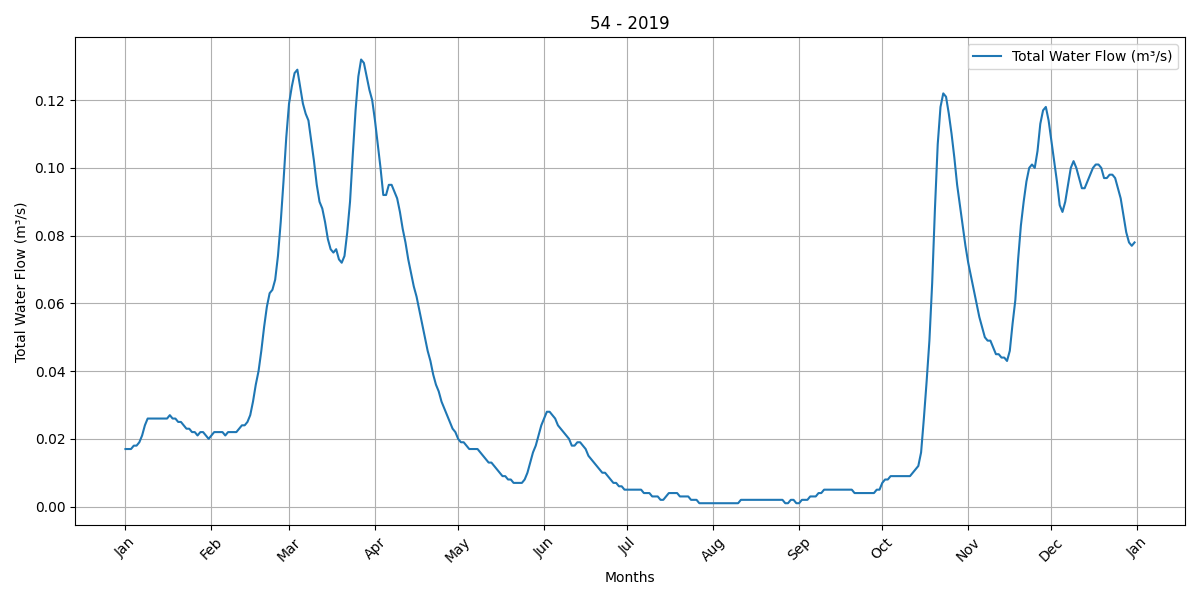 54 - 2019
Total Water Flow (m³/s)
Total Water Flow (m³/s)
0.12
0.10
0.08
0.06
0.04
0.02
0.00
Jan
Feb
Mar
Apr
May
Jun
Jul
Aug
Sep
Oct
Nov
Dec
Jan
Months